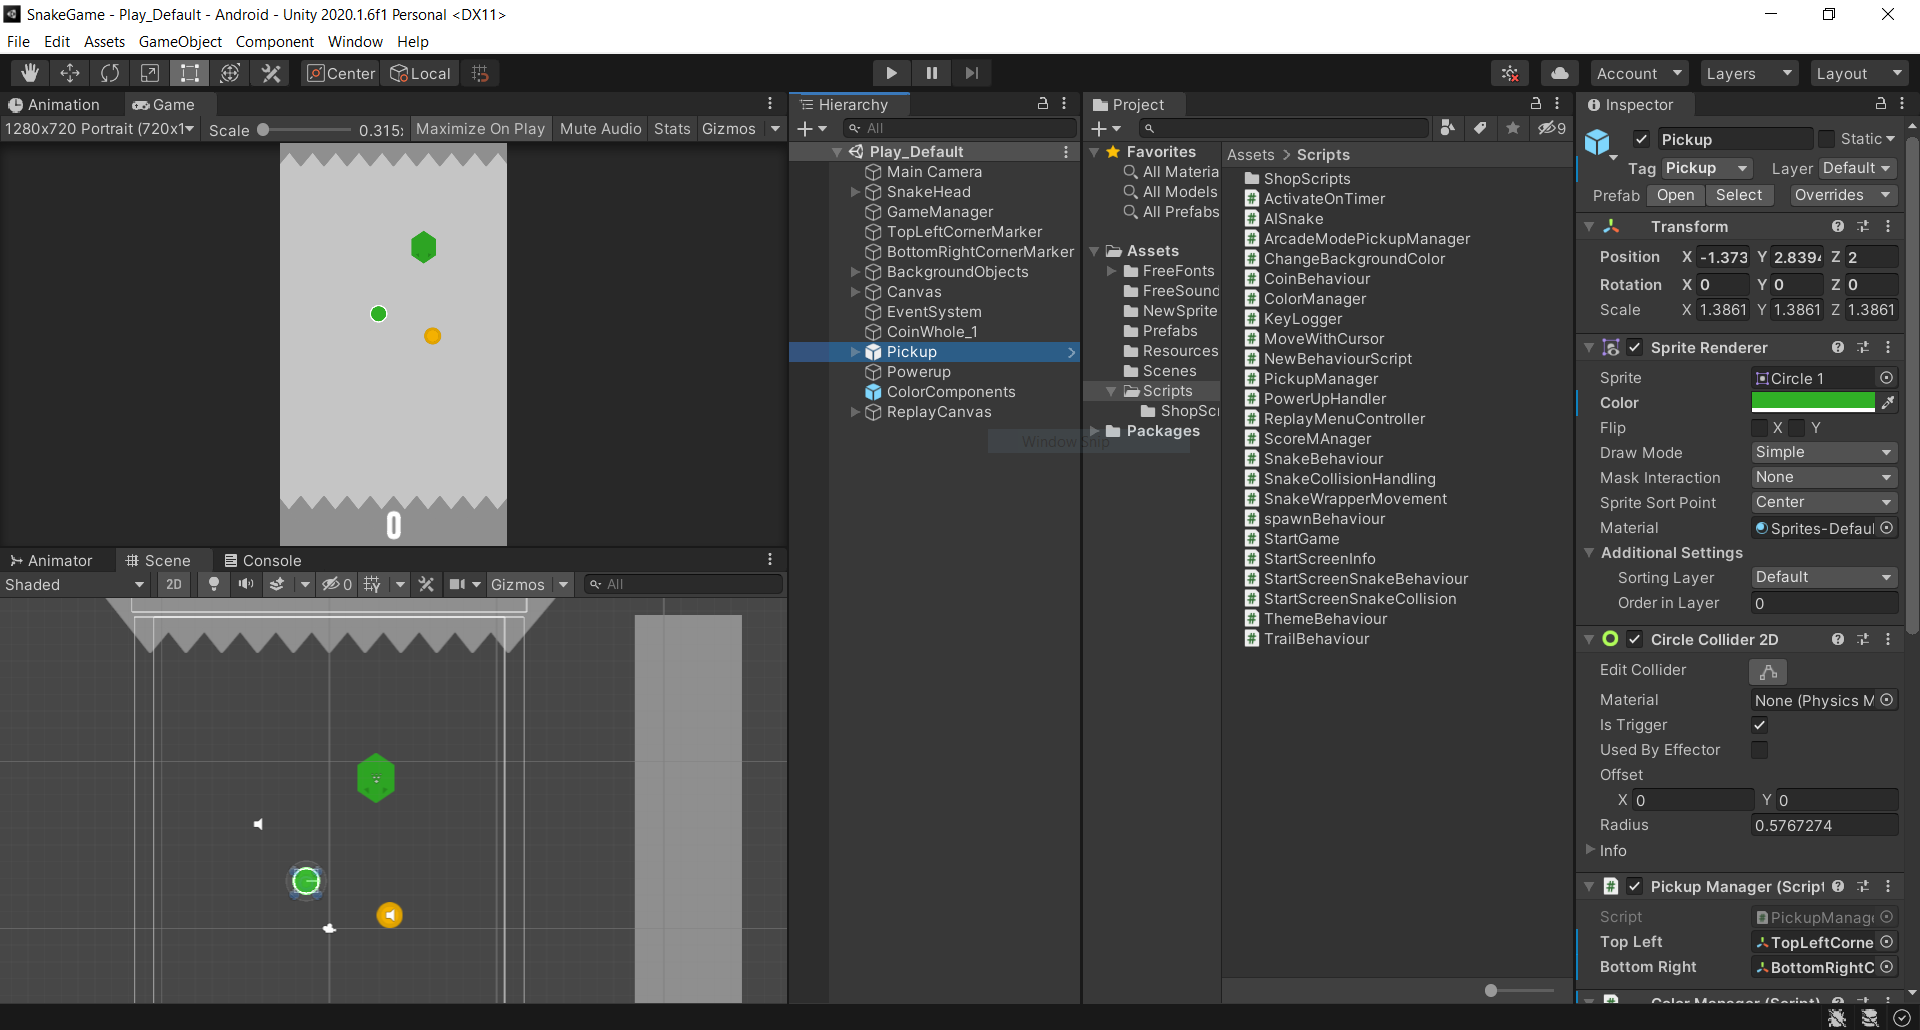 SnakeGame - Play_Default - Android - Unity 2020.1.6f1 Personal <DX11>
File Edit Assets GameObject Component Window Help
Center Local Account Layers Layout
Animation Game
1280x720 Portrait (720x1 Scale 0.315 Maximize On Play Mute Audio Stats Gizmos
0
Animator Scene Console
Shaded 2D 0 Gizmos All
Hierarchy
All
Play_Default
Main Camera
SnakeHead
GameManager
TopLeftCornerMarker
BottomRightCornerMarker
BackgroundObjects
Canvas
EventSystem
CoinWhole_1
Pickup
Powerup
ColorComponents
ReplayCanvas
Window Snip
Project
9
Favorites
All Materia
All Models
All Prefabs
Assets
FreeFonts
FreeSound
NewSprite
Prefabs
Resources
Scenes
Scripts
ShopScr
Packages
Assets > Scripts
ShopScripts
ActivateOnTimer
AISnake
ArcadeModePickupManager
ChangeBackgroundColor
CoinBehaviour
ColorManager
KeyLogger
MoveWithCursor
NewBehaviourScript
PickupManager
PowerUpHandler
ReplayMenuController
ScoreMAnager
SnakeBehaviour
SnakeCollisionHandling
SnakeWrapperMovement
spawnBehaviour
StartGame
StartScreenInfo
StartScreenSnakeBehaviour
StartScreenSnakeCollision
ThemeBehaviour
TrailBehaviour
Inspector
Pickup Static
Tag Pickup Layer Default
Prefab Open Select Overrides
Transform
Position X -1.373 Y 2.8394 Z 2
Rotation X 0 Y 0 Z 0
Scale X 1.3861 Y 1.3861 Z 1.3861
Sprite Renderer
Sprite Circle 1
Color
Flip X Y
Draw Mode Simple
Mask Interaction None
Sprite Sort Point Center
Material Sprites-Defaul
Additional Settings
Sorting Layer Default
Order in Layer 0
Circle Collider 2D
Edit Collider
Material None (Physics M
Is Trigger
Used By Effector
Offset
X 0 Y 0
Radius 0.5767274
Info
Pickup Manager (Script
Script PickupManage
Top Left TopLeftCorne
Bottom Right BottomRightC
Color Manager (Script)